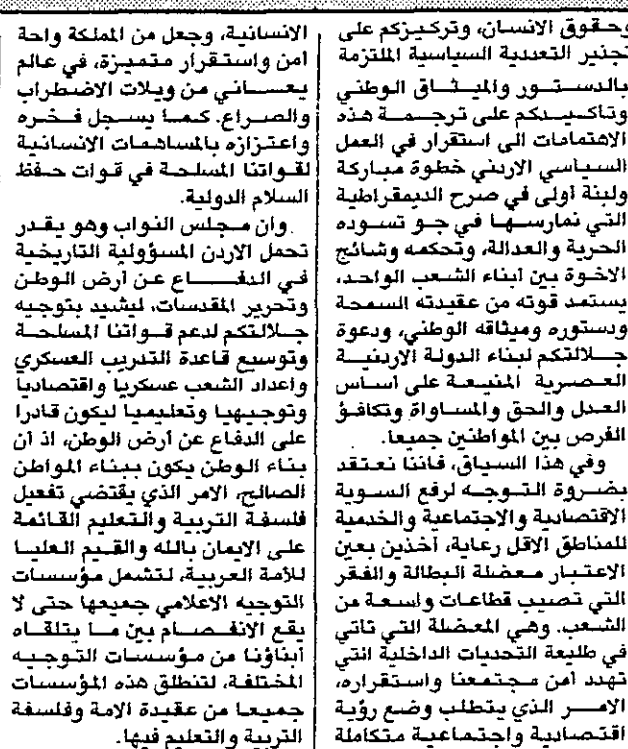 وحقوق الانسان، وتركيزكم على
تجذير التعددية السياسية الملتزمة
بالدستور والميثاق الوطني
وتأكيدكم على ترجمة هذه
الاهتمامات الى استقرار في العمل
السياسي الاردني خطوة مباركة
ولبنة أولى في صرح الديمقراطية
التي نمارسها في جو تسوده
الحرية والعدالة، وتحكمه وشائج
الاخوة بين أبناء الشعب الواحد،
يستمد قوته من عقيدته السمحة
ودستوره وميثاقه الوطني، ودعوة
جلالتكم لبناء الدولة الاردنية
العصرية المنيعة على أساس
العدل والحق والمساواة وتكافؤ
الفرص بين المواطنين جميعا.
وفي هذا السياق، فاننا نعتقد
بضروة التوجه لرفع السوية
الاقتصادية والاجتماعية والخدمية
للمناطق الاقل رعاية، آخذين بعين
الاعتبار معضلة البطالة والفقر
التي تصيب قطاعات واسعة من
الشعب. وهي المعضلة التي تاتي
في طليعة التحديات الداخلية التي
تهدد امن مجتمعنا واستقراره،
الامر الذي يتطلب وضع رؤية
اقتصادية واجتماعية متكاملة
الانسانية، وجعل من المملكة واحة
امن واستقرار متميزة، في عالم
يعاني من ويلات الاضطراب
والصراع. كما يسجل فخره
واعتزازه بالمساهمات الانسانية
لقواتنا المسلحة في قوات حفظ
السلام الدولية.
وان مجلس النواب وهو يقدر
تحمل الاردن المسؤولية التاريخية
في الدفاع عن أرض الوطن
وتحرير المقدسات، ليشيد بتوجيه
جلالتكم لدعم قواتنا المسلحة
وتوسيع قاعدة التدريب العسكري
واعداد الشعب عسكريا واقتصاديا
وتوجيهيا وتعليميا ليكون قادرا
على الدفاع عن أرض الوطن، اذ أن
بناء الوطن يكون ببناء المواطن
الصالح، الامر الذي يقتضي تفعيل
فلسفة التربية والتعليم القائمة
على الايمان بالله والقيم العليا
للأمة العربية، لتشمل مؤسسات
التوجيه الاعلامي جميعها حتى لا
يقع الانفصام بين ما يتلقاه
أبناؤنا من مؤسسات التوجيه
المختلفة، لتنطلق هذه المؤسسات
جميعا من عقيدة الامة وفلسفة
التربية والتعليم فيها.